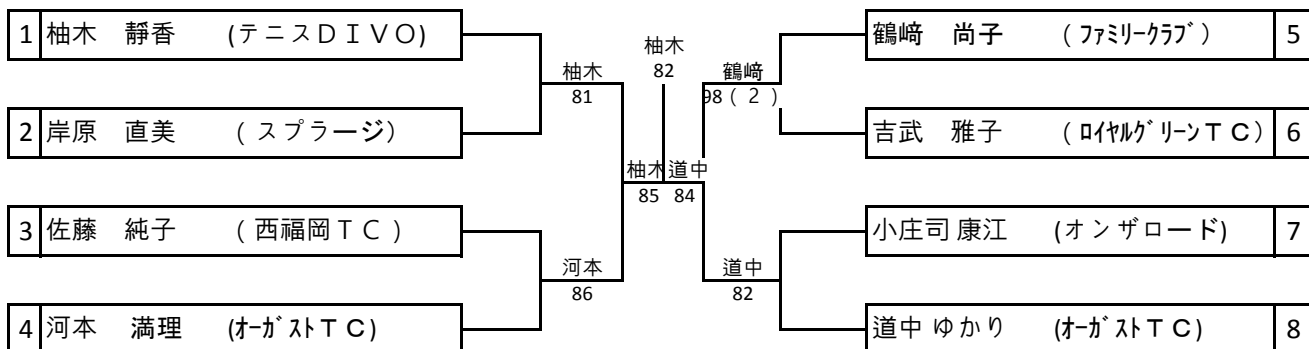 1 柚木 靜香 (テニスＤＩＶＯ)
柚木
81
2 岸原 直美 (スプラージ)
3 佐藤 純子 (西福岡ＴＣ)
河本
86
4 河本 満理 (ｵｰｶﾞｽﾄＴＣ)
柚木
85
柚木
82
道中
84
鶴﨑 尚子 (ﾌｧﾐﾘｰｸﾗﾌﾞ) 5
鶴﨑
98(２)
吉武 雅子 (ﾛｲﾔﾙｸﾞﾘｰﾝＴＣ) 6
小庄司 康江 (オンザロード) 7
道中
82
道中 ゆかり (ｵｰｶﾞｽﾄＴＣ) 8